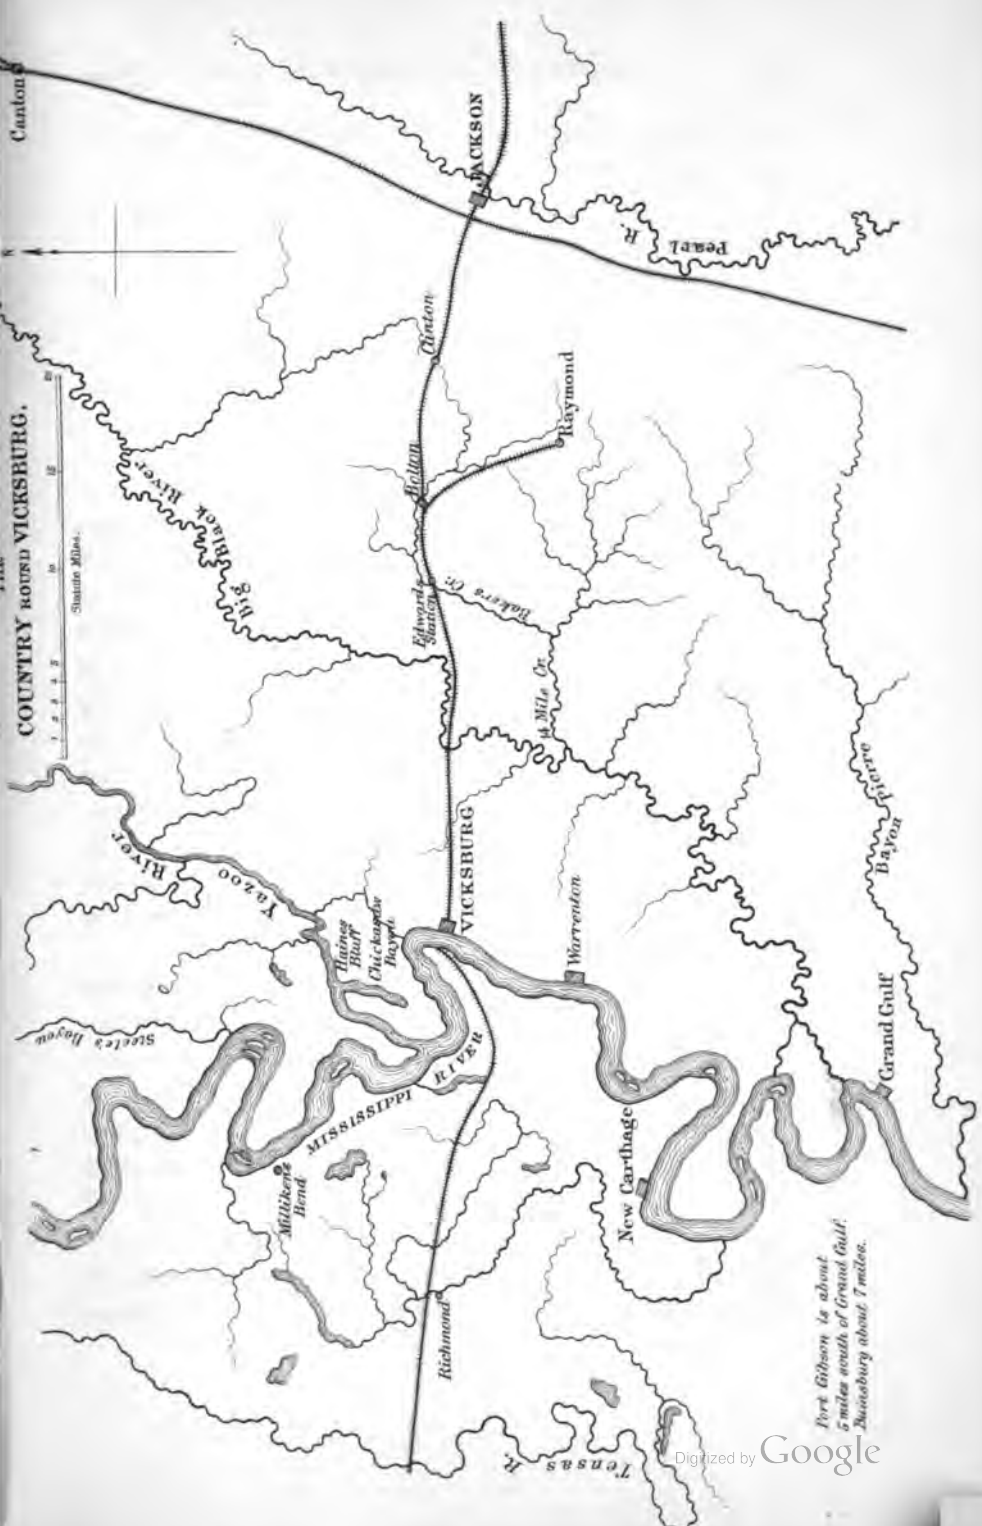 COUNTRY ROUND VICKSBURG.
Statute Miles.
N
Canton
JACKSON
Pearl R.
Clinton
Raymond
Bolton
Big Black River
Edwards
Station
Bakers Cr.
14 Mile Cr.
Bayou Pierre
VICKSBURG
Warrenton
Yazoo River
Haines
Bluff
Chickasaw
Bayou
Steele's Bayou
MISSISSIPPI RIVER
Grand Gulf
New Carthage
Millikens
Bend
Richmond
Tensas R.
Port Gibson is about
5 miles south of Grand Gulf.
about 7 miles.
Digitized by Google